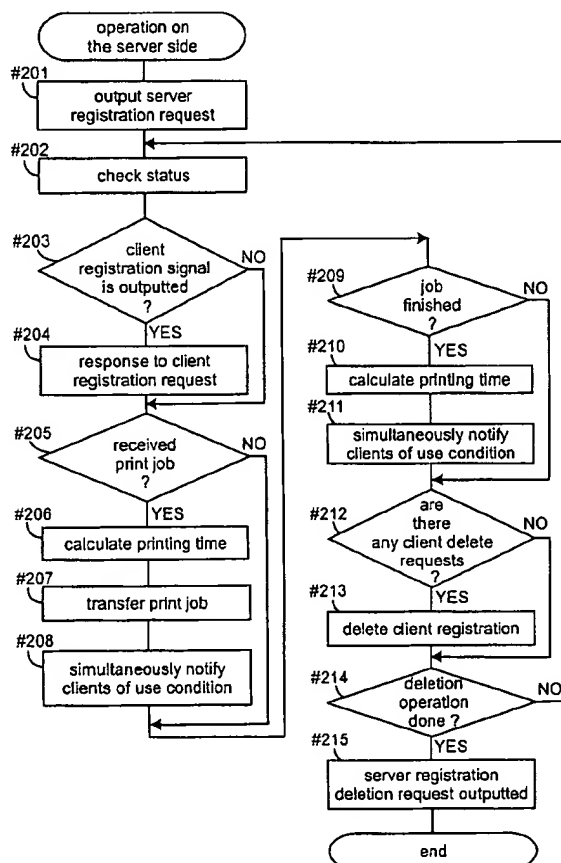 operation on
the server side
#201
output server
registration request
#202
check status
#203
client
registration signal
is outputted
?
NO
YES
#204
response to client
registration request
#205
received
print job
?
NO
YES
#206
calculate printing time
#207
transfer print job
#208
simultaneously notify
clients of use condition
#209
job
finished
?
NO
YES
#210
calculate printing time
#211
simultaneously notify
clients of use condition
#212
are
there
any client delete
requests
?
NO
YES
#213
delete client registration
#214
deletion
operation
done ?
NO
YES
#215
server registration
deletion request outputted
end